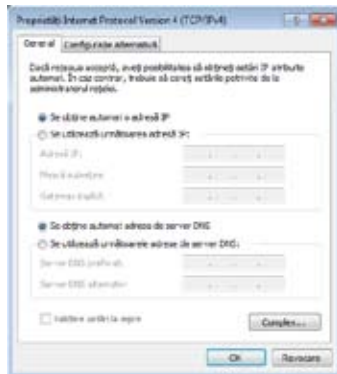 Proprietăți Internet Protocol Version 4 (TCP/IPv4)
General
Configurație alternativă
Dacă rețeaua acceptă, aveți posibilitatea să obțineți setări IP atribuite
automat. În caz contrar, trebuie să cereți setările potrivite de la
administratorul rețelei.
Se obține automat o adresă IP
Se utilizează următoarea adresă IP:
Adresă IP:
Mască subrețea:
Gateway implicit:
Se obține automat adresa de server DNS
Se utilizează următoarele adrese de server DNS:
Server DNS preferat:
Server DNS alternativ:
Validare setări la ieșire
Complex...
OK
Revocare